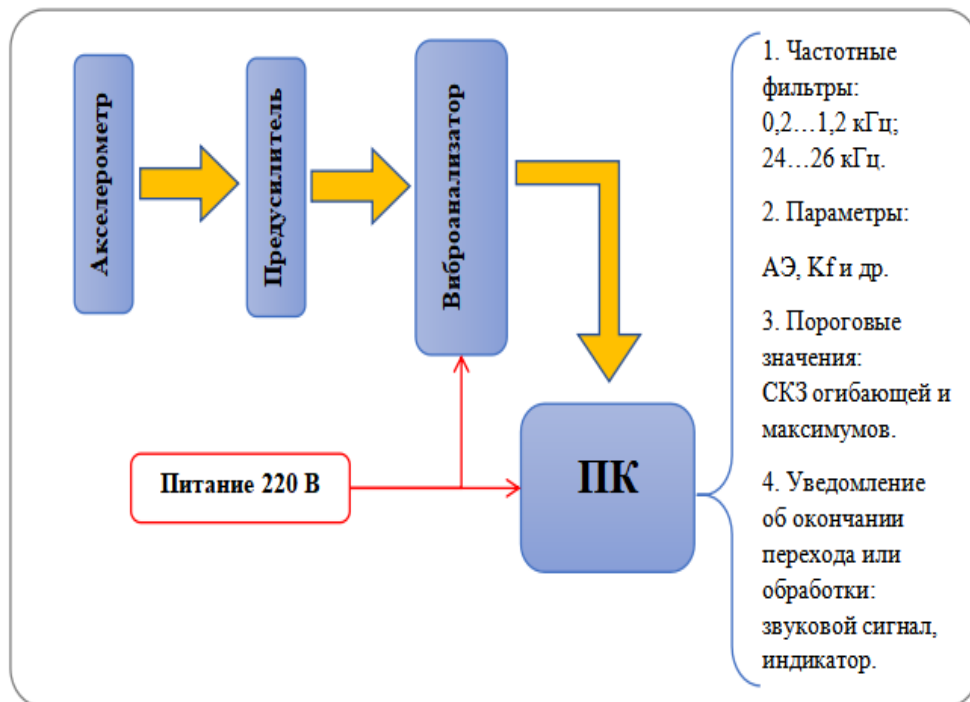 Акселерометр
Предусилитель
Виброанализатор
Питание 220 В
ПК
1. Частотные
фильтры:
0,2…1,2 кГц;
24…26 кГц.
2. Параметры:
АЭ, Kf и др.
3. Пороговые
значения:
СКЗ огибающей и
максимумов.
4. Уведомление
об окончании
перехода или
обработки:
звуковой сигнал,
индикатор.